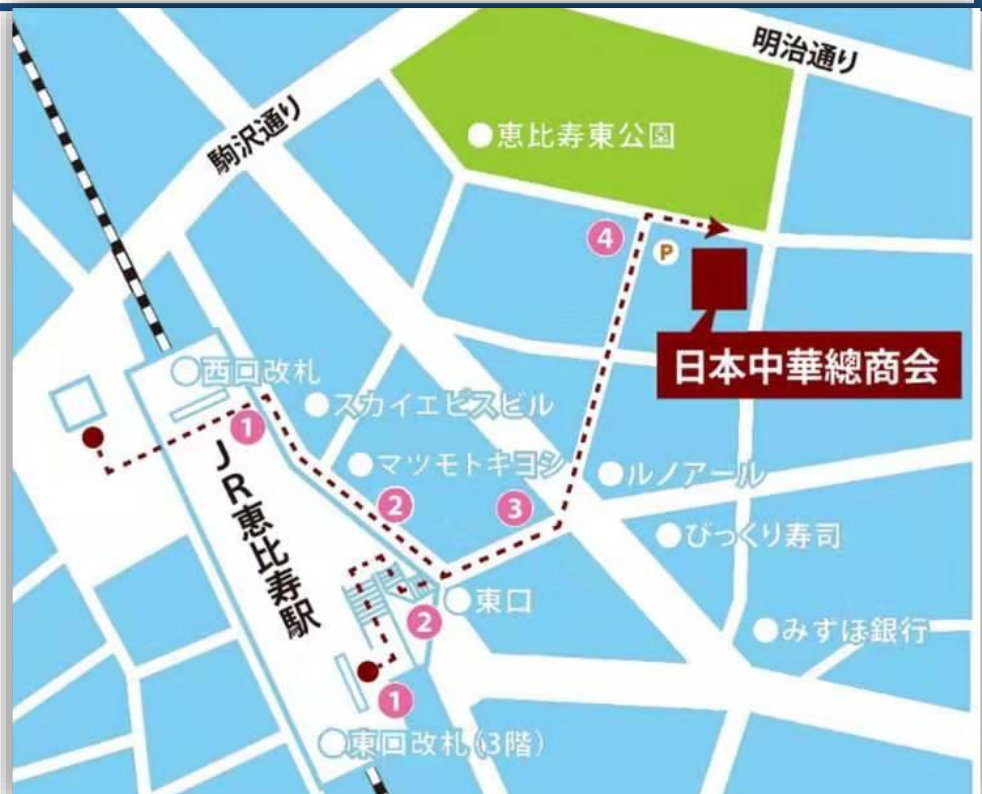 明治通り
駒沢通り
恵比寿東公園
4
P
日本中華總商会
西口改札
1
スカイエビスビル
JR恵比寿駅
マツモトキヨシ
ルノアール
2
3
びっくり寿司
東口
2
みずほ銀行
1
東口改札(3階)